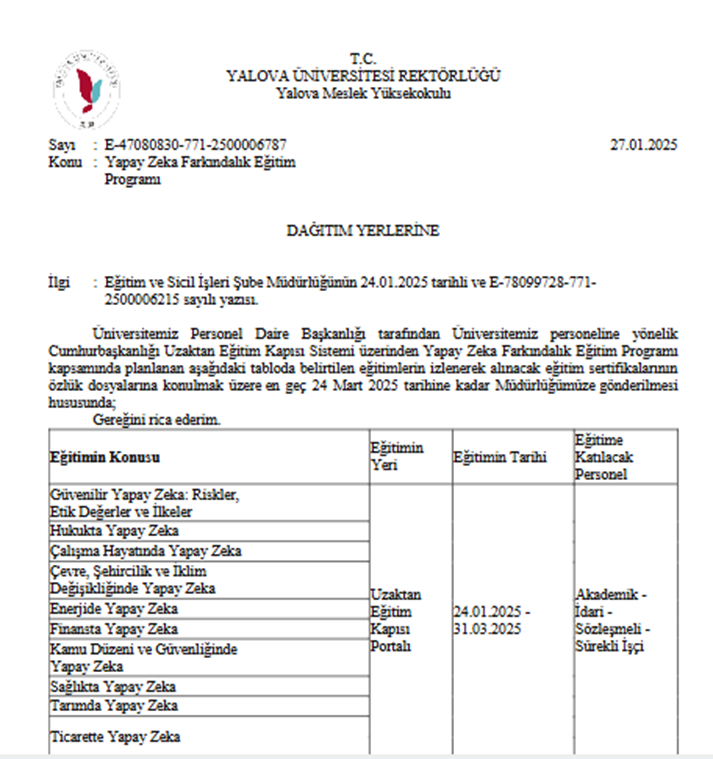 T.C.
YALOVA ÜNİVERSİTESİ REKTÖRLÜĞÜ
Yalova Meslek Yüksekokulu
Sayı : E-47080830-771-2500006787 27.01.2025
Konu : Yapay Zeka Farkındalık Eğitim
Programı
DAĞITIM YERLERİNE
İlgi : Eğitim ve Sicil İşleri Şube Müdürlüğünün 24.01.2025 tarihli ve E-78099728-771-
2500006215 sayılı yazısı.
Üniversitemiz Personel Daire Başkanlığı tarafından Üniversitemiz personeline yönelik
Cumhurbaşkanlığı Uzaktan Eğitim Kapısı Sistemi üzerinden Yapay Zeka Farkındalık Eğitim Programı
kapsamında planlanan aşağıdaki tabloda belirtilen eğitimlerin izlenerek alınacak eğitim sertifikalarının
özlük dosyalarına konulmak üzere en geç 24 Mart 2025 tarihine kadar Müdürlüğümüze gönderilmesi
hususunda;
Gereğini rica ederim.
Eğitimin Konusu
Eğitimin
Yeri
Eğitimin Tarihi
Eğitime
Katılacak
Personel
Güvenilir Yapay Zeka: Riskler,
Etik Değerler ve İlkeler
Hukukta Yapay Zeka
Çalışma Hayatında Yapay Zeka
Çevre, Şehircilik ve İklim
Değişikliğinde Yapay Zeka
Enerjide Yapay Zeka
Finansta Yapay Zeka
Kamu Düzeni ve Güvenliğinde
Yapay Zeka
Sağlıkta Yapay Zeka
Tarımda Yapay Zeka
Ticarette Yapay Zeka
Uzaktan
Eğitim
Kapısı
Portalı
24.01.2025 -
31.03.2025
Akademik -
İdari -
Sözleşmeli -
Sürekli İşçi